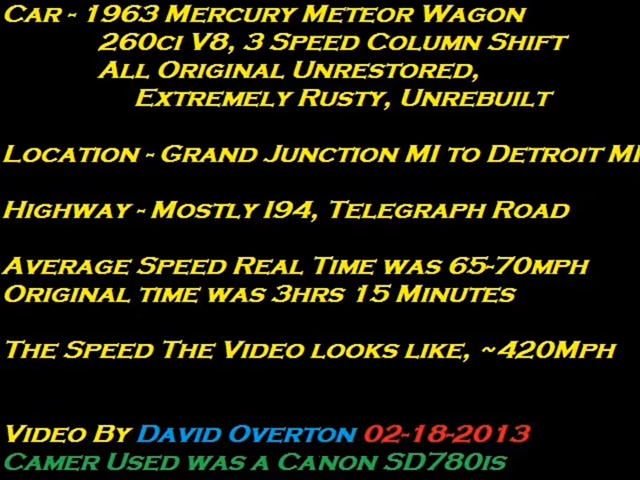 Car - 1963 Mercury Meteor Wagon
260ci V8, 3 Speed Column Shift
All Original Unrestored,
Extremely Rusty, Unrebuilt
Location - Grand Junction MI to Detroit MI
Highway - Mostly I94, Telegraph Road
Average Speed Real Time was 65-70mph
Original time was 3hrs 15 Minutes
The Speed The Video looks like, ~420Mph
Video By David Overton 02-18-2013
Camer Used was a Canon SD780is